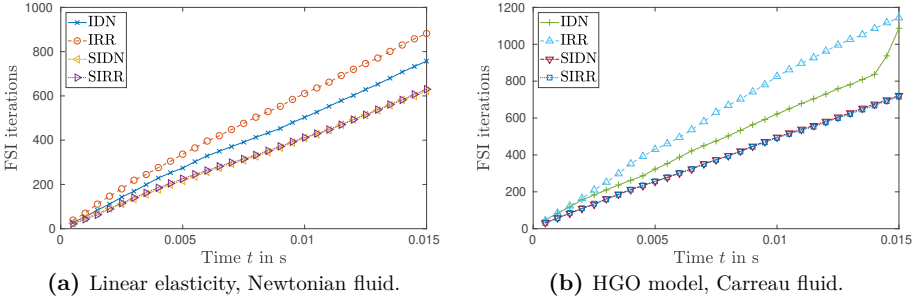 IDN
IRR
SIDN
SIRR
1000
800
600
400
200
0
FSI iterations
0
0.005
0.01
0.015
Time t in s
(a) Linear elasticity, Newtonian fluid.
IDN
IRR
SIDN
SIRR
1200
1000
800
600
400
200
0
FSI iterations
0
0.005
0.01
0.015
Time t in s
(b) HGO model, Carreau fluid.